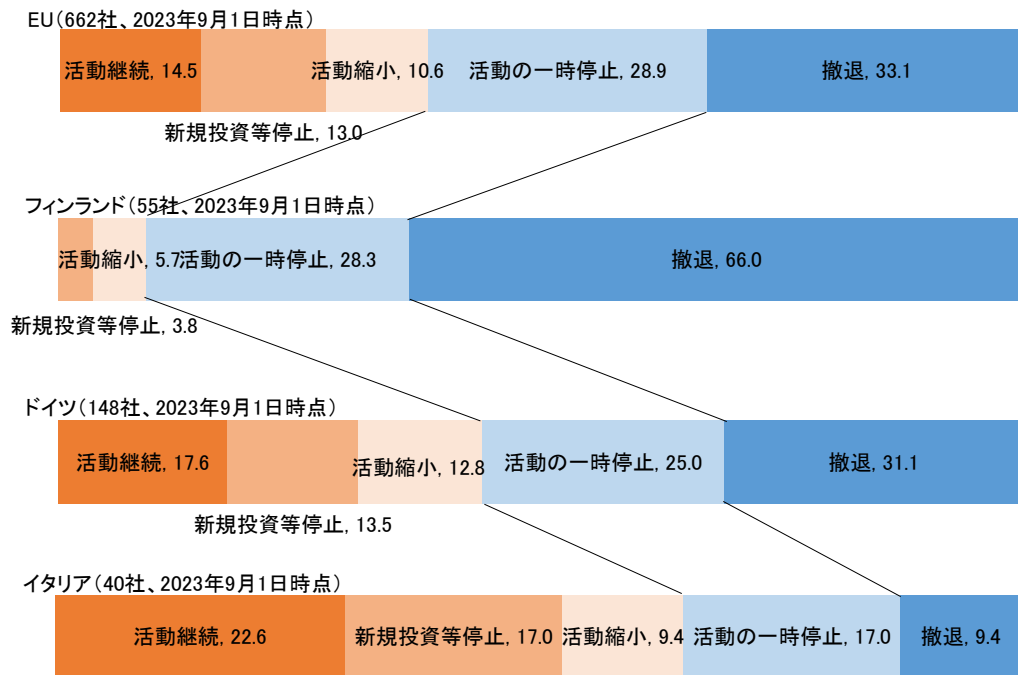 EU(662社、2023年9月1日時点)
活動継続, 14.5
活動縮小, 10.6
活動の一時停止, 28.9
撤退, 33.1
新規投資等停止, 13.0
フィンランド(55社、2023年9月1日時点)
活動縮小, 5.7
活動の一時停止, 28.3
撤退, 66.0
新規投資等停止, 3.8
ドイツ(148社、2023年9月1日時点)
活動継続, 17.6
活動縮小, 12.8
活動の一時停止, 25.0
撤退, 31.1
新規投資等停止, 13.5
イタリア(40社、2023年9月1日時点)
活動継続, 22.6
新規投資等停止, 17.0
活動縮小, 9.4
活動の一時停止, 17.0
撤退, 9.4